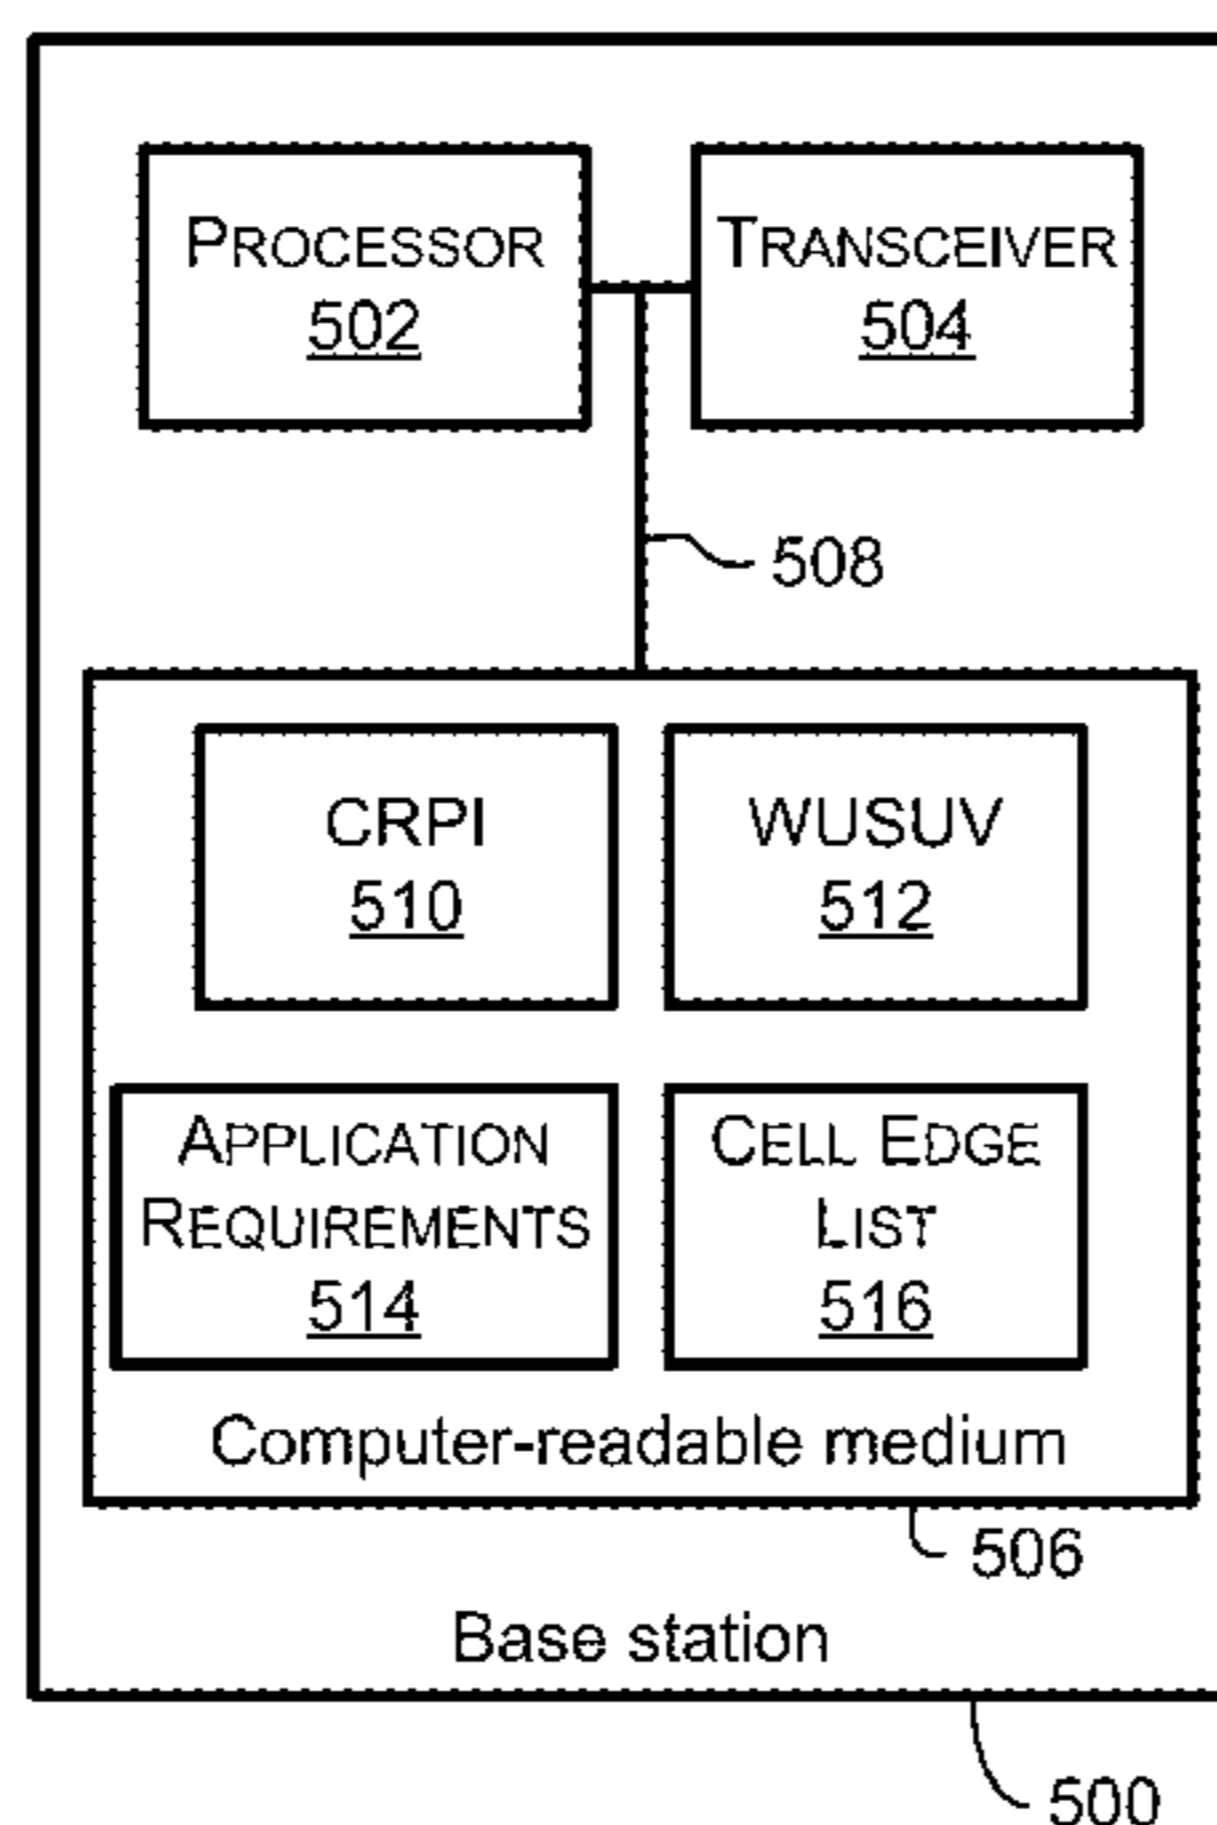 PROCESSOR
502
TRANSCEIVER
504
508
CRPI
510
WUSUV
512
APPLICATION
REQUIREMENTS
514
CELL EDGE
LIST
516
Computer-readable medium
506
Base station
500